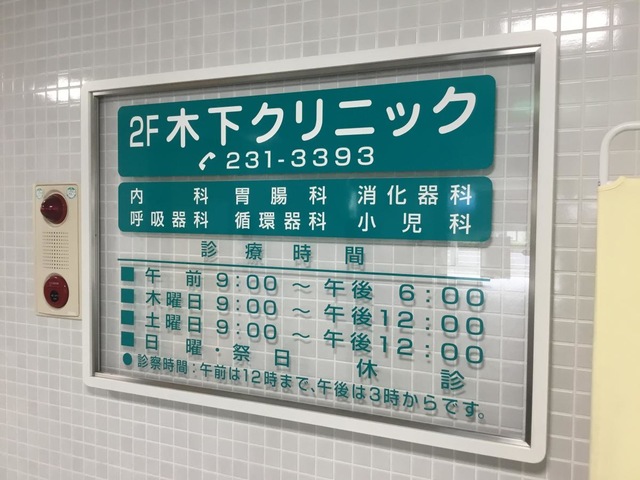 2F 木下クリニック
231-3393
内科 胃腸科 消化器科
呼吸器科 循環器科 小児科
診療時間
■午前 9:00 ～ 午後 6:00
■木曜日 9:00 ～ 午後 12:00
■土曜日 9:00 ～ 午後 12:00
■日曜・祭日 休診
●診察時間:午前は12時まで、午後は3時からです。